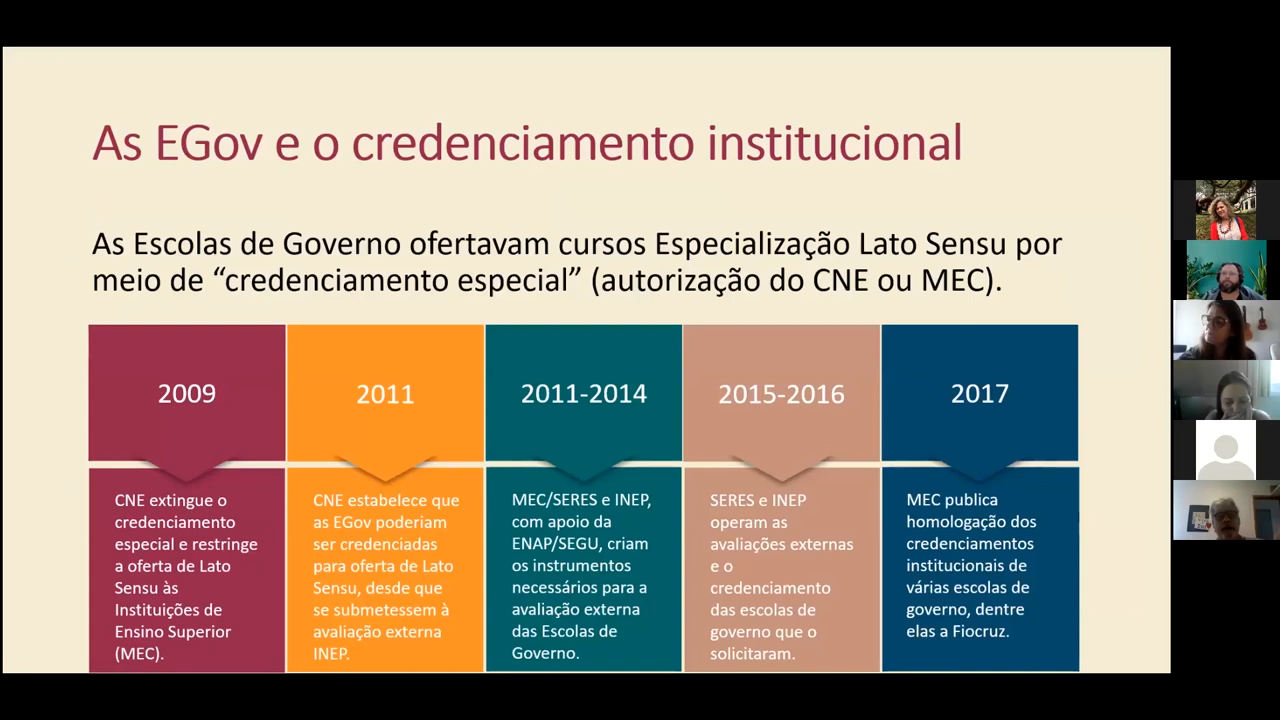 As EGov e o credenciamento institucional
As Escolas de Governo ofertavam cursos Especialização Lato Sensu por
meio de “credenciamento especial” (autorização do CNE ou MEC).
2009
CNE extingue o
credenciamento
especial e restringe
a oferta de Lato
Sensu às
Instituições de
Ensino Superior
(MEC).
2011
CNE estabelece que
as EGov poderiam
ser credenciadas
para oferta de Lato
Sensu, desde que
se submetessem à
avaliação externa
INEP.
2011-2014
MEC/SERES e INEP,
com apoio da
ENAP/SEGU, criam
os instrumentos
necessários para a
avaliação externa
das Escolas de
Governo.
2015-2016
SERES e INEP
operam as
avaliações externas
e o
credenciamento
das escolas de
governo que o
solicitaram.
2017
MEC publica
homologação dos
credenciamentos
institucionais de
várias escolas de
governo, dentre
elas a Fiocruz.